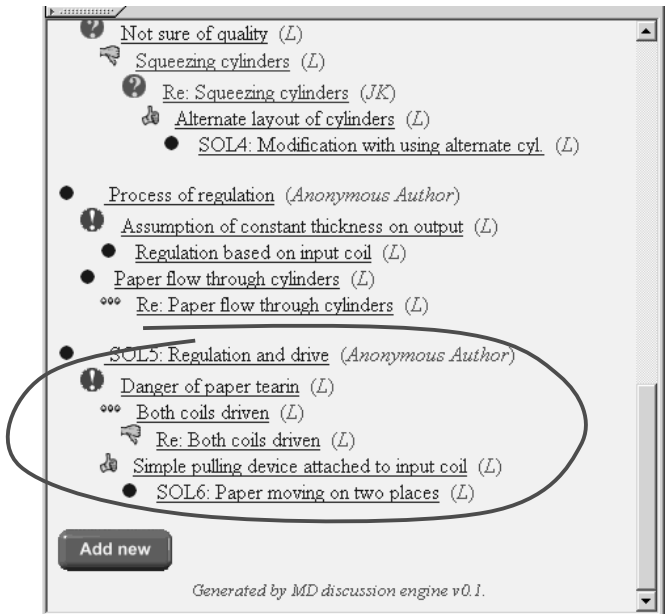 Not sure of quality (L)
Squeezing cylinders (L)
Re: Squeezing cylinders (JK)
Alternate layout of cylinders (L)
SOL4: Modification with using alternate cyl. (L)
Process of regulation (Anonymous Author)
Assumption of constant thickness on output (L)
Regulation based on input coil (L)
Paper flow through cylinders (L)
Re: Paper flow through cylinders (L)
SOL5: Regulation and drive (Anonymous Author)
Danger of paper tearin (L)
Both coils driven (L)
Re: Both coils driven (L)
Simple pulling device attached to input coil (L)
SOL6: Paper moving on two places (L)
Add new
Generated by MD discussion engine v0.1.